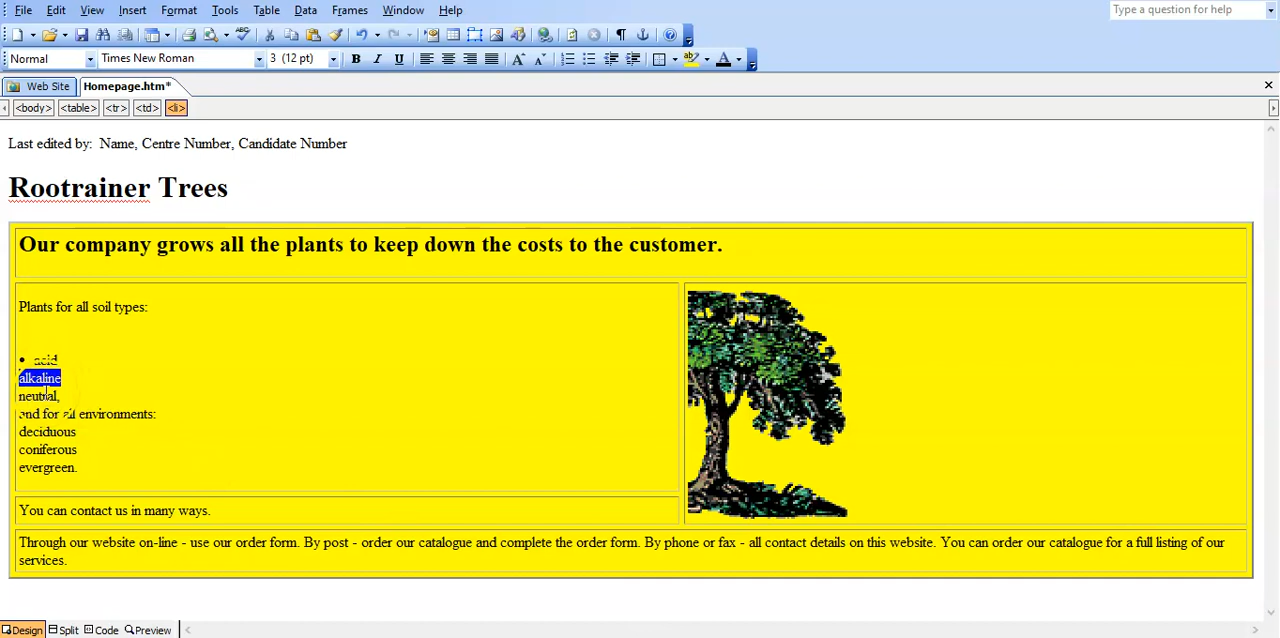 File Edit View Insert Format Tools Table Data Frames Window Help Type a question for help
Normal Times New Roman 3 (12 pt) B I U
Web Site Homepage.htm*
<body> <table> <tr> <td> <li>
Last edited by: Name, Centre Number, Candidate Number
Rootrainer Trees
Our company grows all the plants to keep down the costs to the customer.
Plants for all soil types:
• acid
alkaline
neutral,
and for all environments:
deciduous
coniferous
evergreen.
You can contact us in many ways.
Through our website on-line - use our order form. By post - order our catalogue and complete the order form. By phone or fax - all contact details on this website. You can order our catalogue for a full listing of our
services.
Design Split Code Preview